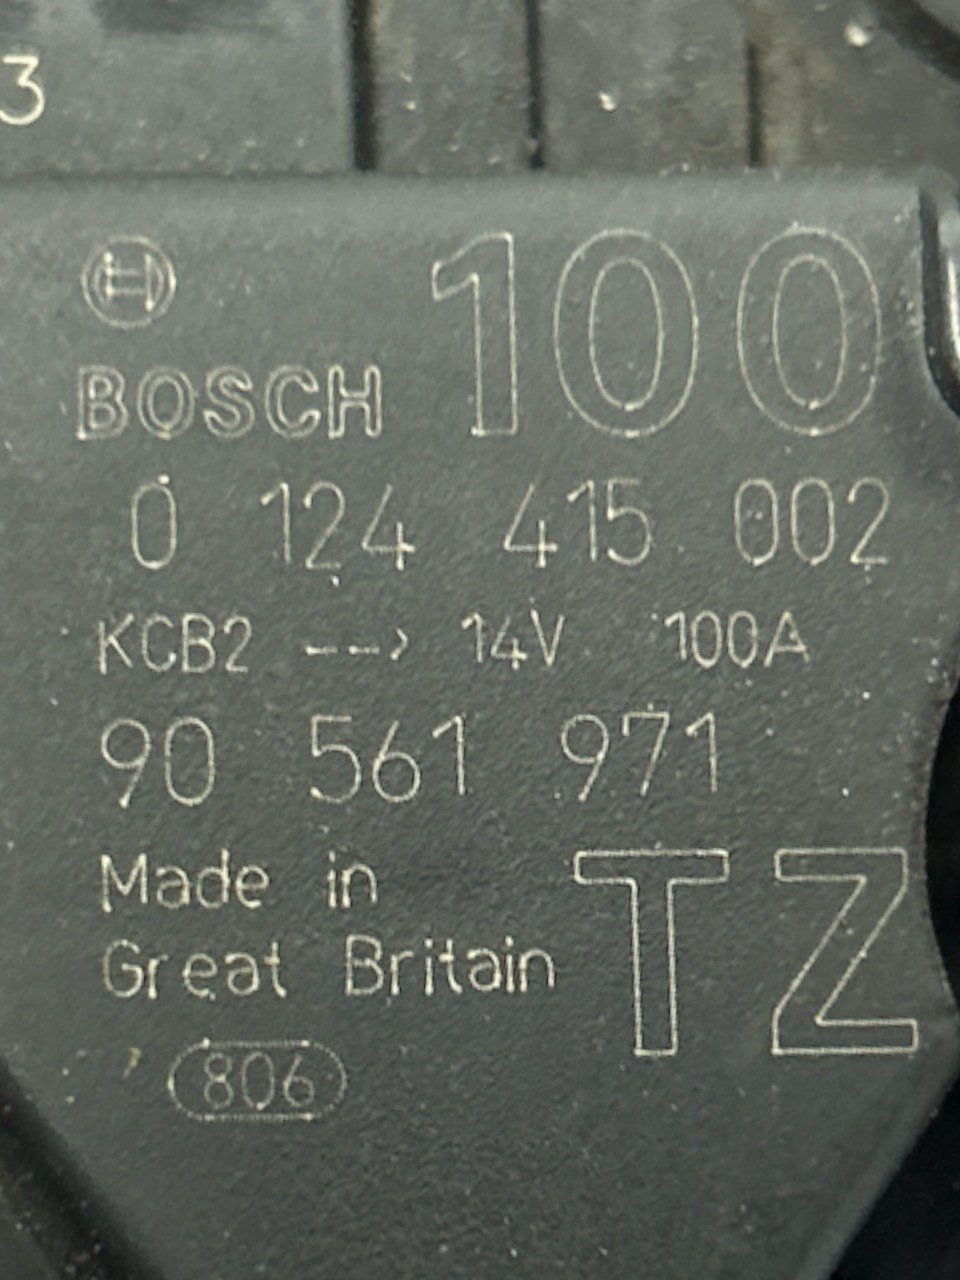 3
100
BOSCH
0 124 415 002
KCB2 --> 14V 100A
90 561 971
Made in
Great Britain
TZ
806